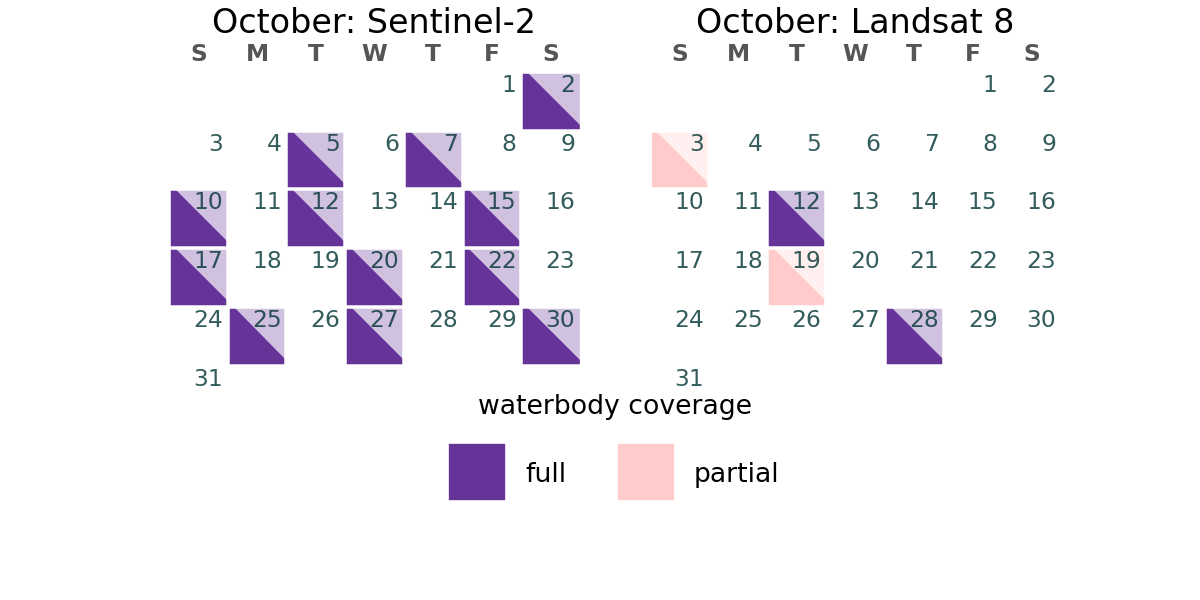 October: Sentinel-2
S M T W T F S
1 2
3 4 5 6 7 8 9
10 11 12 13 14 15 16
17 18 19 20 21 22 23
24 25 26 27 28 29 30
31
October: Landsat 8
S M T W T F S
1 2
3 4 5 6 7 8 9
10 11 12 13 14 15 16
17 18 19 20 21 22 23
24 25 26 27 28 29 30
31
waterbody coverage
full
partial